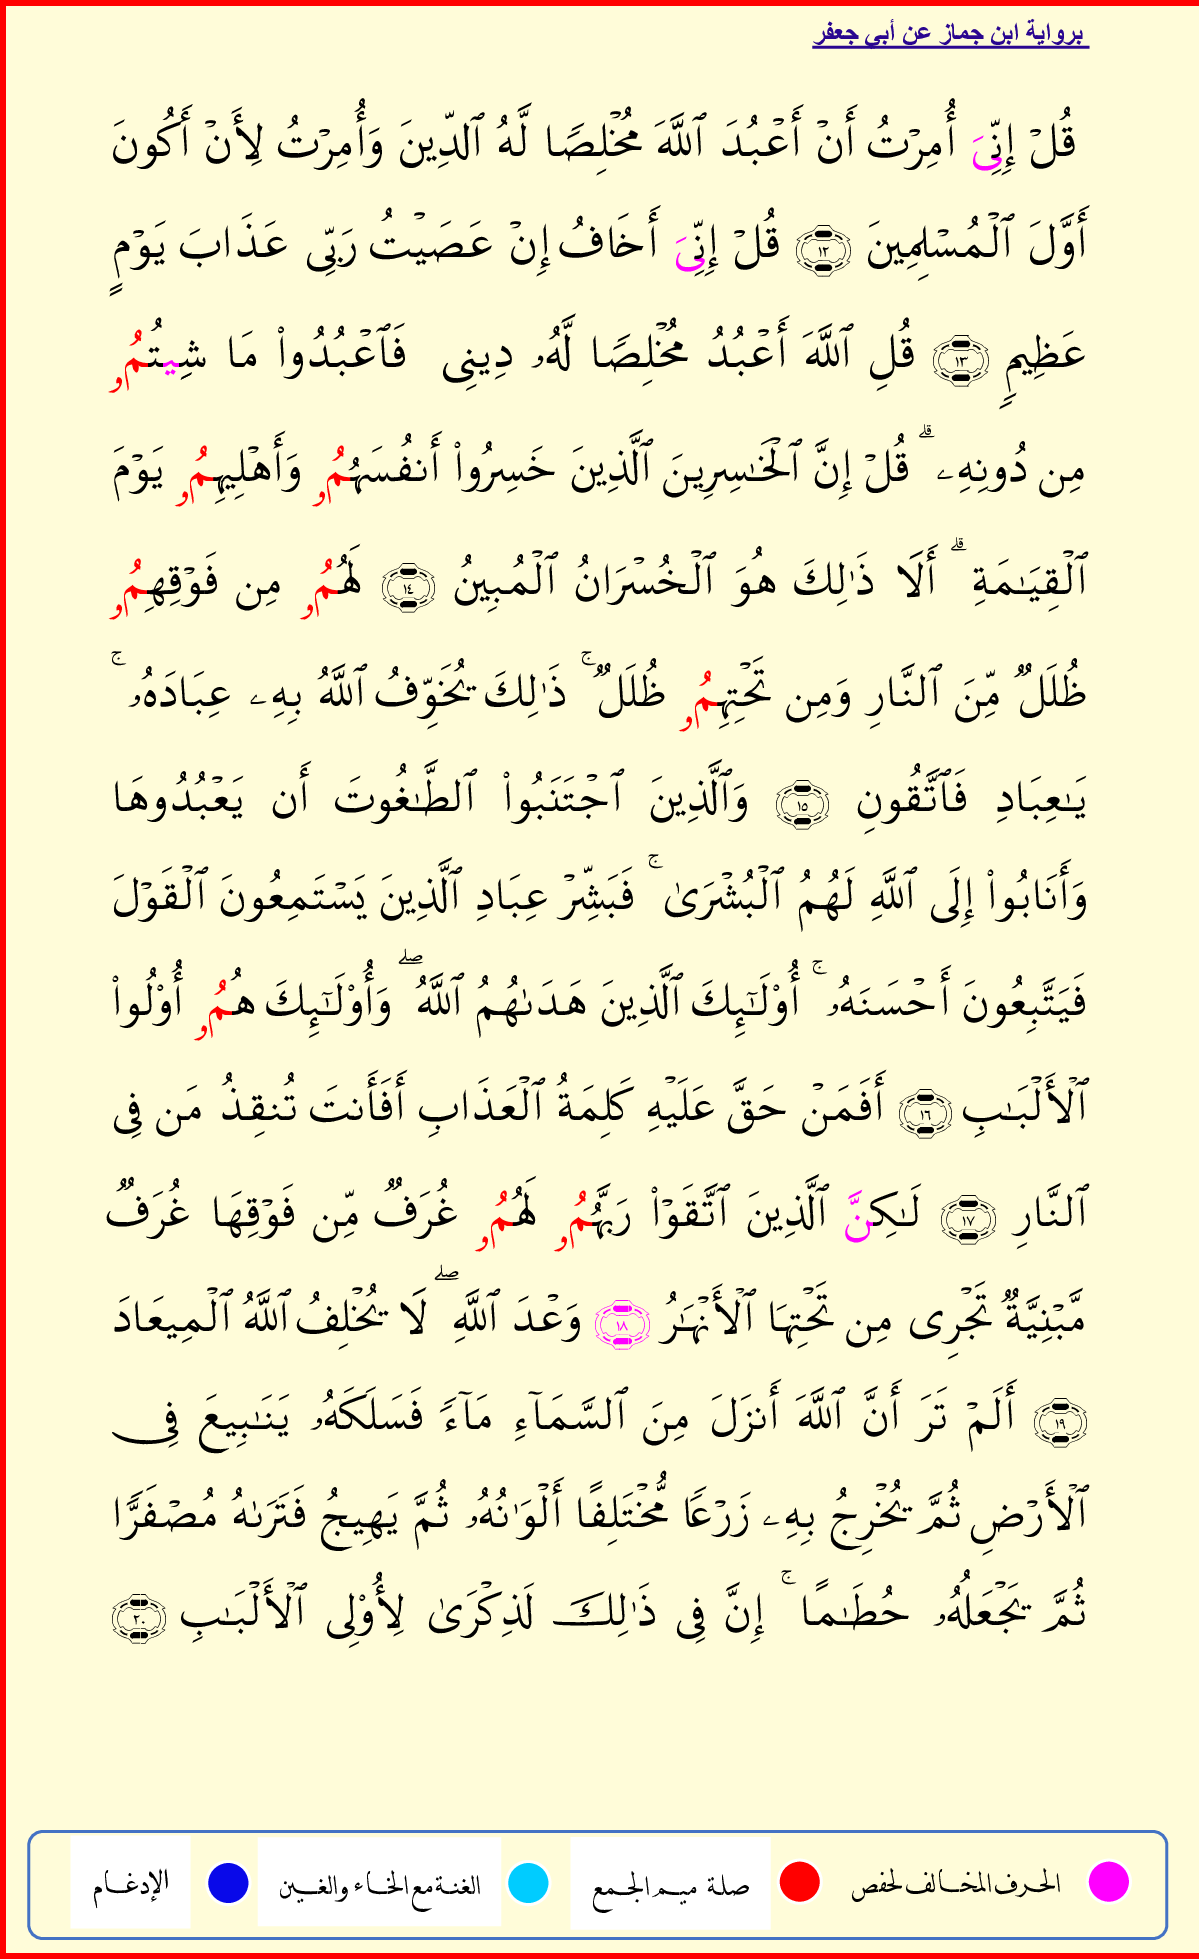 برواية ابن جماز عن أبي جعفر
قُلۡ إِنِّيَ أُمِرۡتُ أَنۡ أَعۡبُدَ ٱللَّهَ مُخۡلِصٗا لَّهُ ٱلدِّينَ وَأُمِرۡتُ لِأَنۡ أَكُونَ
أَوَّلَ ٱلۡمُسۡلِمِينَ ١٢ قُلۡ إِنِّيَ أَخَافُ إِنۡ عَصَيۡتُ رَبِّي عَذَابَ يَوۡمٍ
عَظِيمٖ ١٣ قُلِ ٱللَّهَ أَعۡبُدُ مُخۡلِصٗا لَّهُۥ دِينِي فَٱعۡبُدُواْ مَا شِيتُمُۥ
مِن دُونِهِۦۗ قُلۡ إِنَّ ٱلۡخَٰسِرِينَ ٱلَّذِينَ خَسِرُواْ أَنفُسَهُمُۥ وَأَهۡلِيهِمُۥ يَوۡمَ
ٱلۡقِيَٰمَةِۗ أَلَا ذَٰلِكَ هُوَ ٱلۡخُسۡرَانُ ٱلۡمُبِينُ ١٤ لَهُمُۥ مِن فَوۡقِهِمُۥ
ظُلَلٞ مِّنَ ٱلنَّارِ وَمِن تَحۡتِهِمُۥ ظُلَلٞۚ ذَٰلِكَ يُخَوِّفُ ٱللَّهُ بِهِۦ عِبَادَهُۥۚ
يَٰعِبَادِ فَٱتَّقُونِ ١٥ وَٱلَّذِينَ ٱجۡتَنَبُواْ ٱلطَّٰغُوتَ أَن يَعۡبُدُوهَا
وَأَنَابُواْ إِلَى ٱللَّهِ لَهُمُ ٱلۡبُشۡرَىٰۚ فَبَشِّرۡ عِبَادِ ٱلَّذِينَ يَسۡتَمِعُونَ ٱلۡقَوۡلَ
فَيَتَّبِعُونَ أَحۡسَنَهُۥۚ أُوْلَٰٓئِكَ ٱلَّذِينَ هَدَىٰهُمُ ٱللَّهُۖ وَأُوْلَٰٓئِكَ هُمُۥ أُوْلُواْ
ٱلۡأَلۡبَٰبِ ١٦ أَفَمَنۡ حَقَّ عَلَيۡهِ كَلِمَةُ ٱلۡعَذَابِ أَفَأَنتَ تُنقِذُ مَن فِي
ٱلنَّارِ ١٧ لَٰكِنَّ ٱلَّذِينَ ٱتَّقَوۡاْ رَبَّهُمُۥ لَهُمُۥ غُرَفٞ مِّن فَوۡقِهَا غُرَفٞ
مَّبۡنِيَّةٞ تَجۡرِي مِن تَحۡتِهَا ٱلۡأَنۡهَٰرُ ١٨ وَعۡدَ ٱللَّهِۖ لَا يُخۡلِفُ ٱللَّهُ ٱلۡمِيعَادَ
١٩ أَلَمۡ تَرَ أَنَّ ٱللَّهَ أَنزَلَ مِنَ ٱلسَّمَآءِ مَآءٗ فَسَلَكَهُۥ يَنَٰبِيعَ فِي
ٱلۡأَرۡضِ ثُمَّ يُخۡرِجُ بِهِۦ زَرۡعٗا مُّخۡتَلِفًا أَلۡوَٰنُهُۥ ثُمَّ يَهِيجُ فَتَرَىٰهُ مُصۡفَرّٗا
ثُمَّ يَجۡعَلُهُۥ حُطَٰمًاۚ إِنَّ فِي ذَٰلِكَ لَذِكۡرَىٰ لِأُوْلِي ٱلۡأَلۡبَٰبِ ٢٠
الحرف المخالف لحفص صلة ميم الجمع الغنة مع الخاء والغين الإدغام